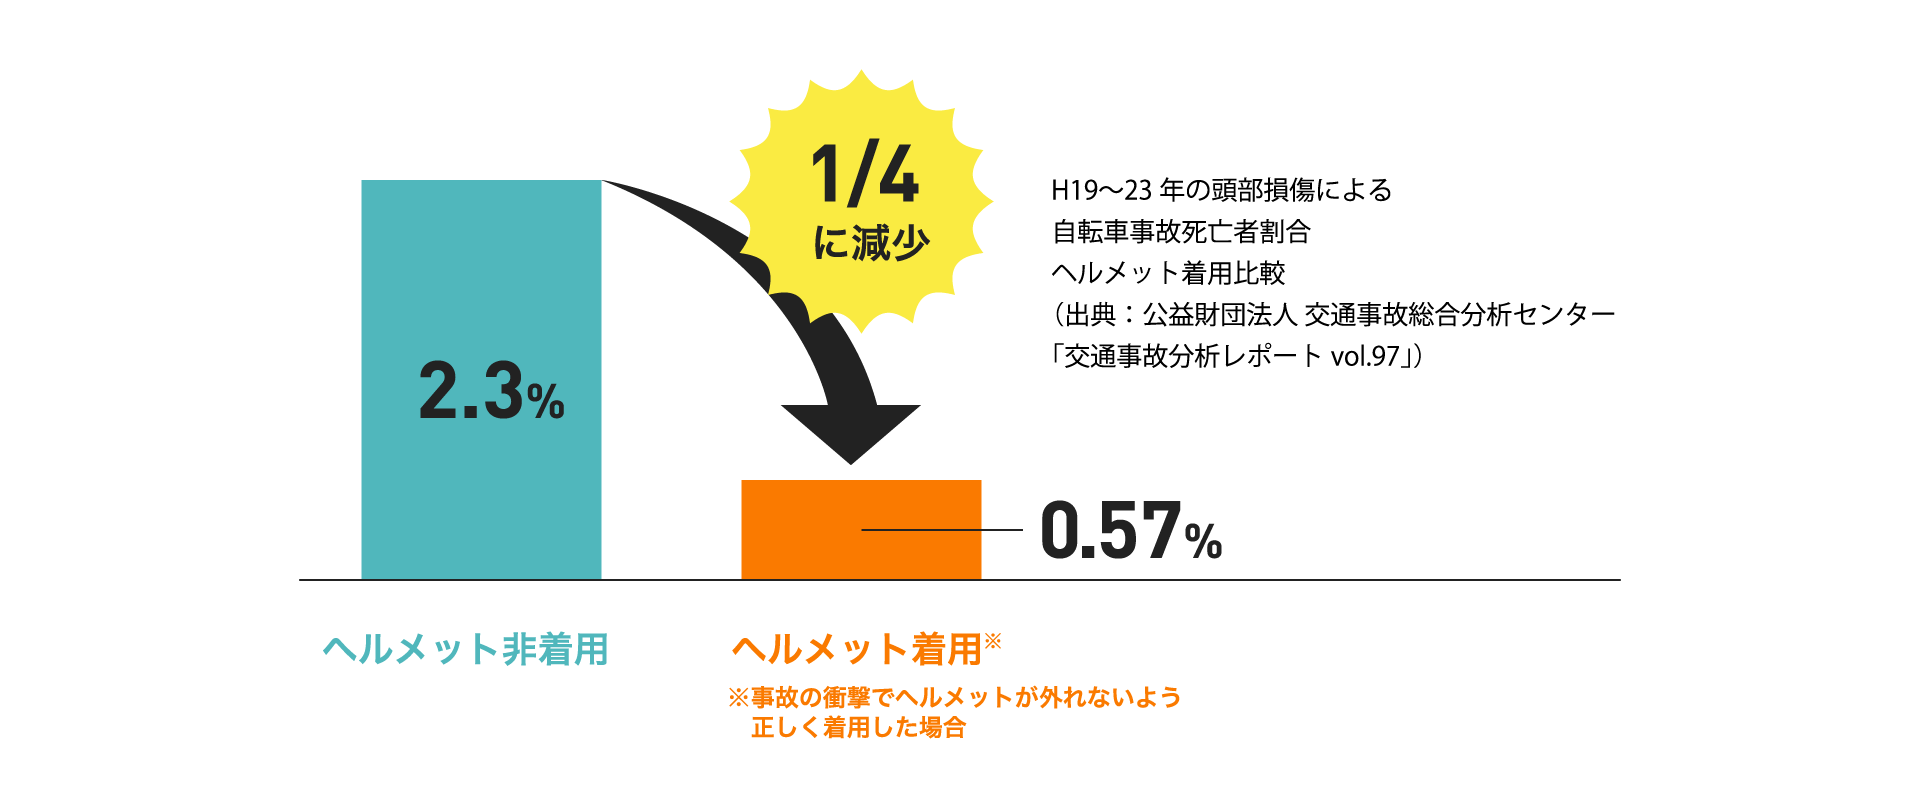 1/4
に減少
H19～23 年の頭部損傷による
自転車事故死亡者割合
ヘルメット着用比較
（出典：公益財団法人 交通事故総合分析センター
「交通事故分析レポート vol.97」）
2.3%
0.57%
ヘルメット非着用
ヘルメット着用※
※事故の衝撃でヘルメットが外れないよう
正しく着用した場合